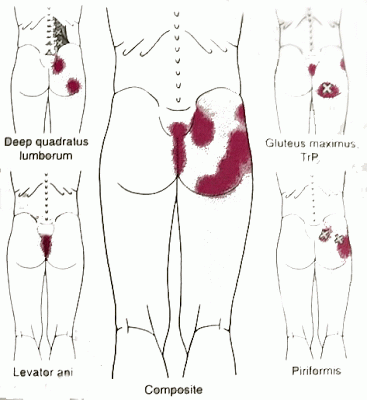 Deep quadratus
lumborum
Gluteus maximus
TrP
Levator ani
Piriformis
Composite